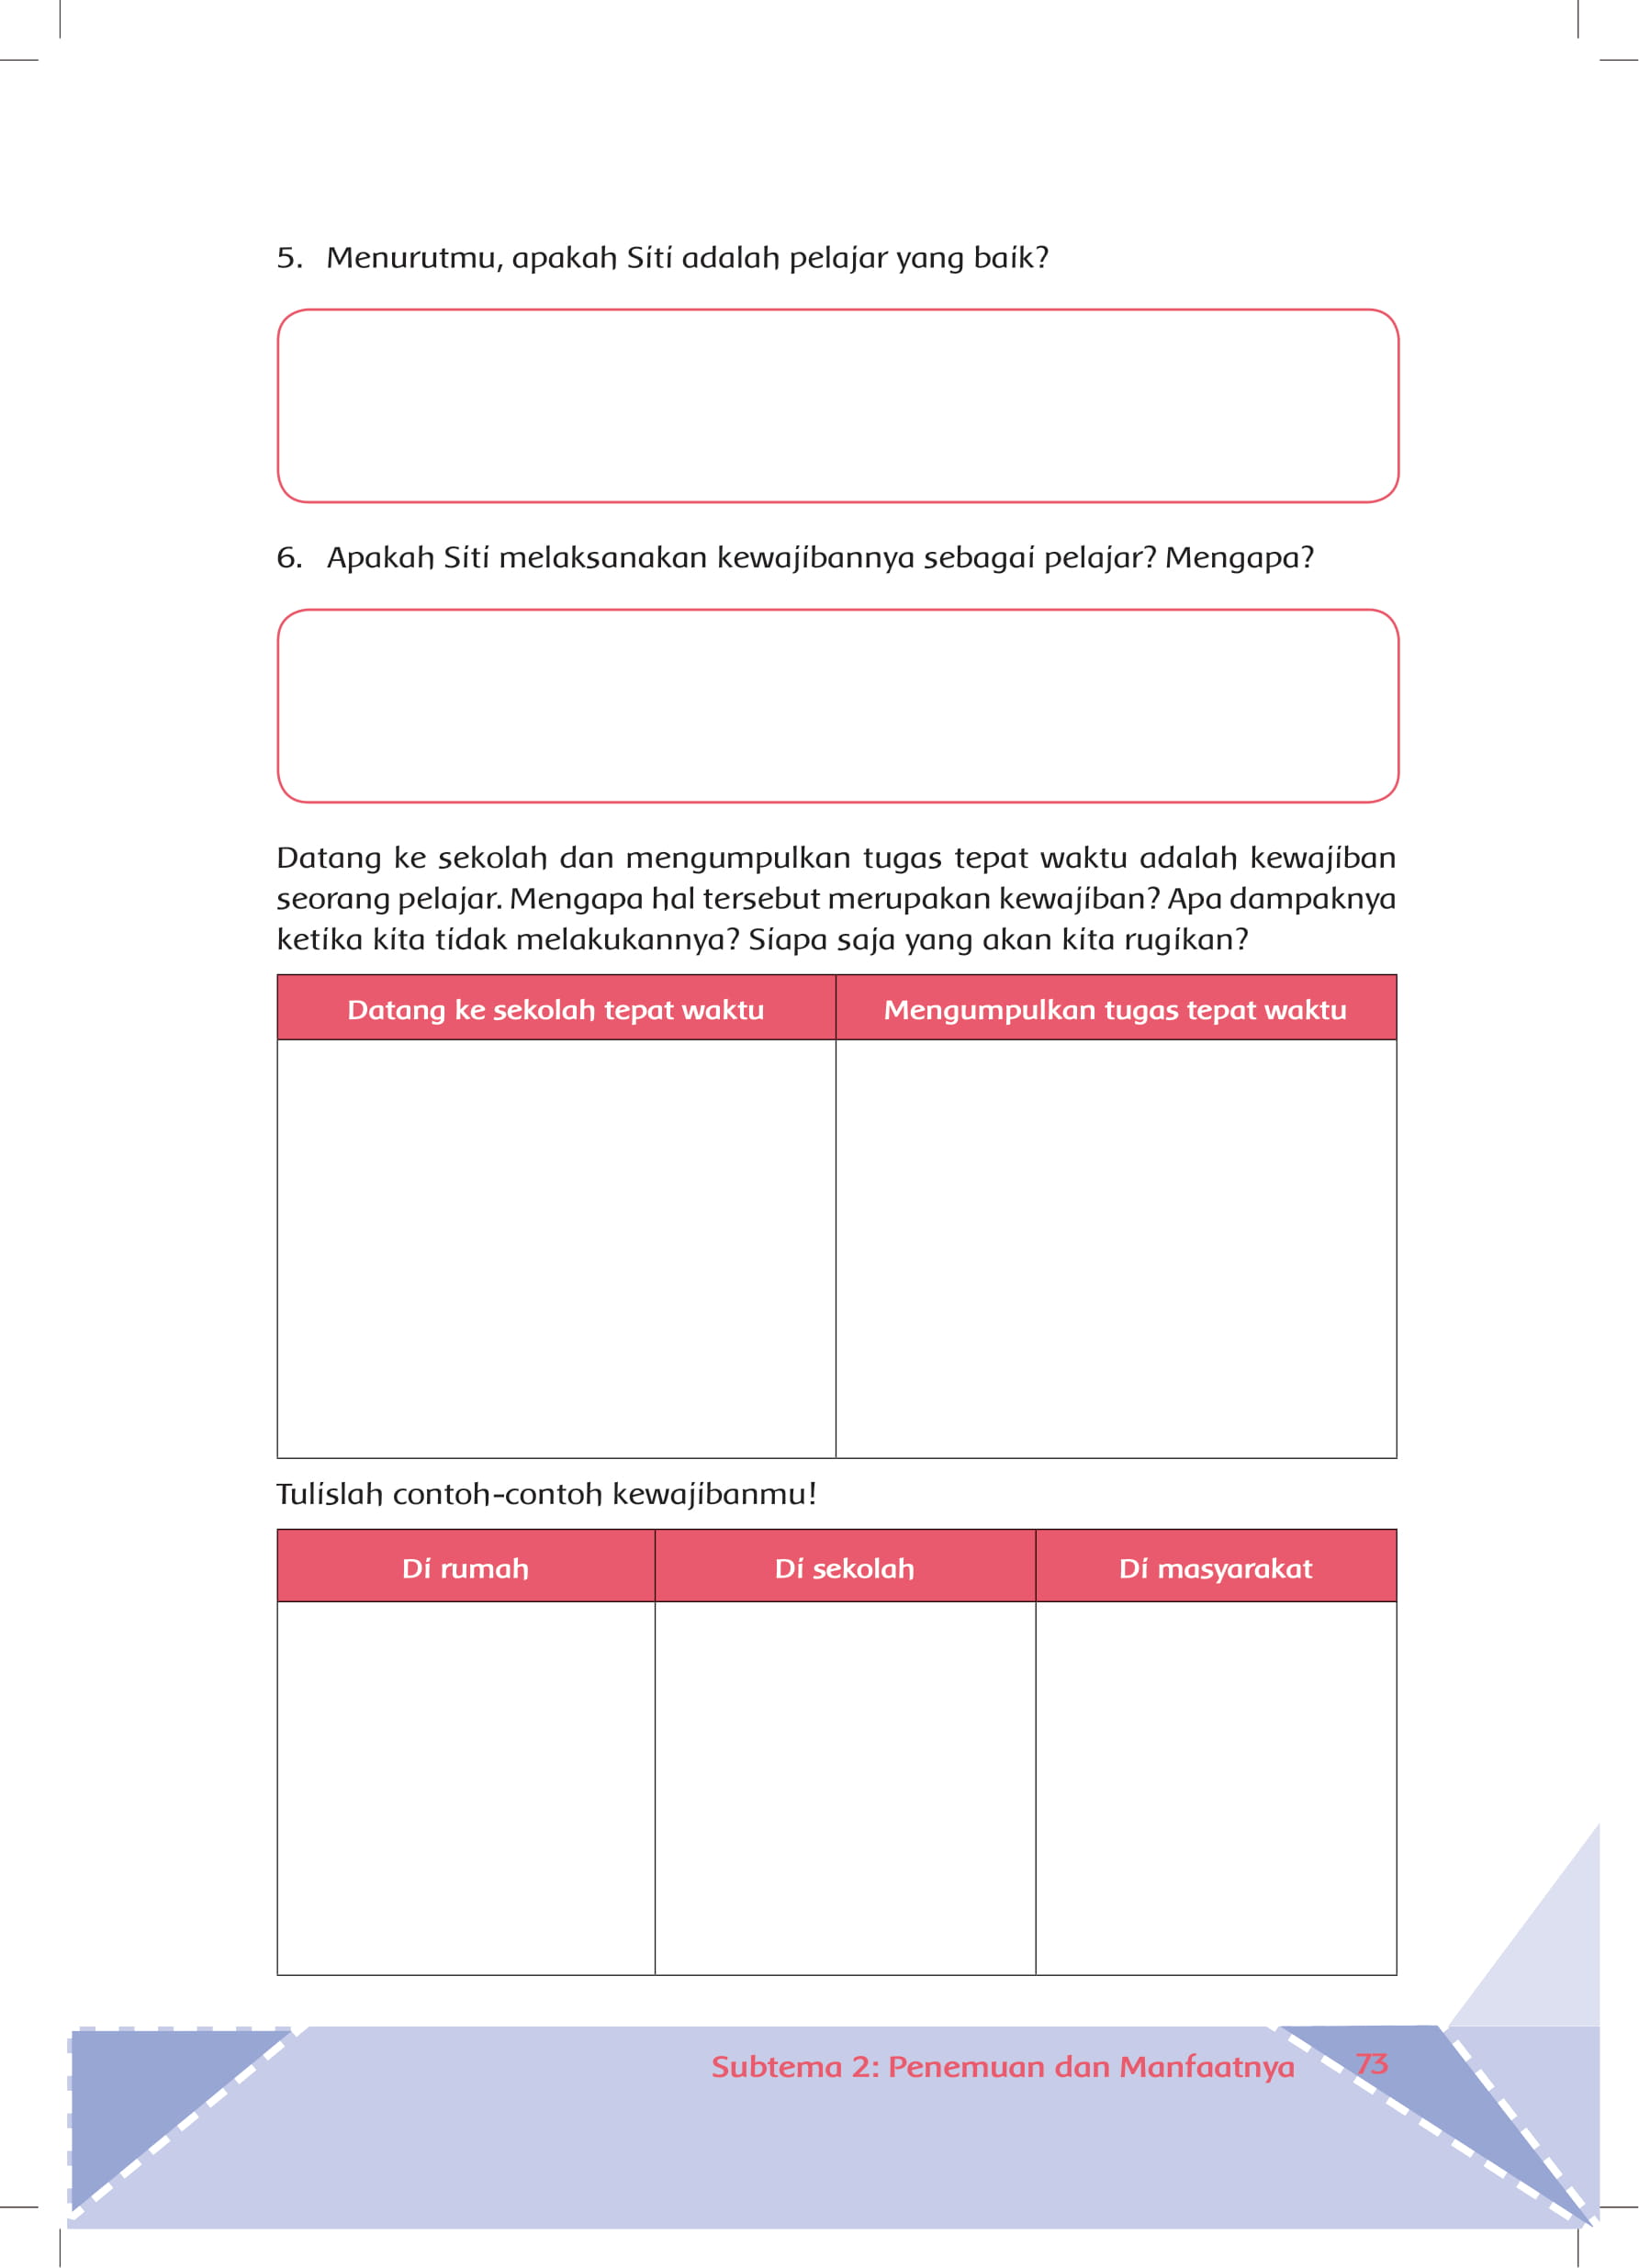 5. Menurutmu, apakah Siti adalah pelajar yang baik?
6. Apakah Siti melaksanakan kewajibannya sebagai pelajar? Mengapa?
Datang ke sekolah dan mengumpulkan tugas tepat waktu adalah kewajiban
seorang pelajar. Mengapa hal tersebut merupakan kewajiban? Apa dampaknya
ketika kita tidak melakukannya? Siapa saja yang akan kita rugikan?
Datang ke sekolah tepat waktu
Mengumpulkan tugas tepat waktu
Tulislah contoh-contoh kewajibanmu!
Di rumah
Di sekolah
Di masyarakat
Subtema 2: Penemuan dan Manfaatnya
73